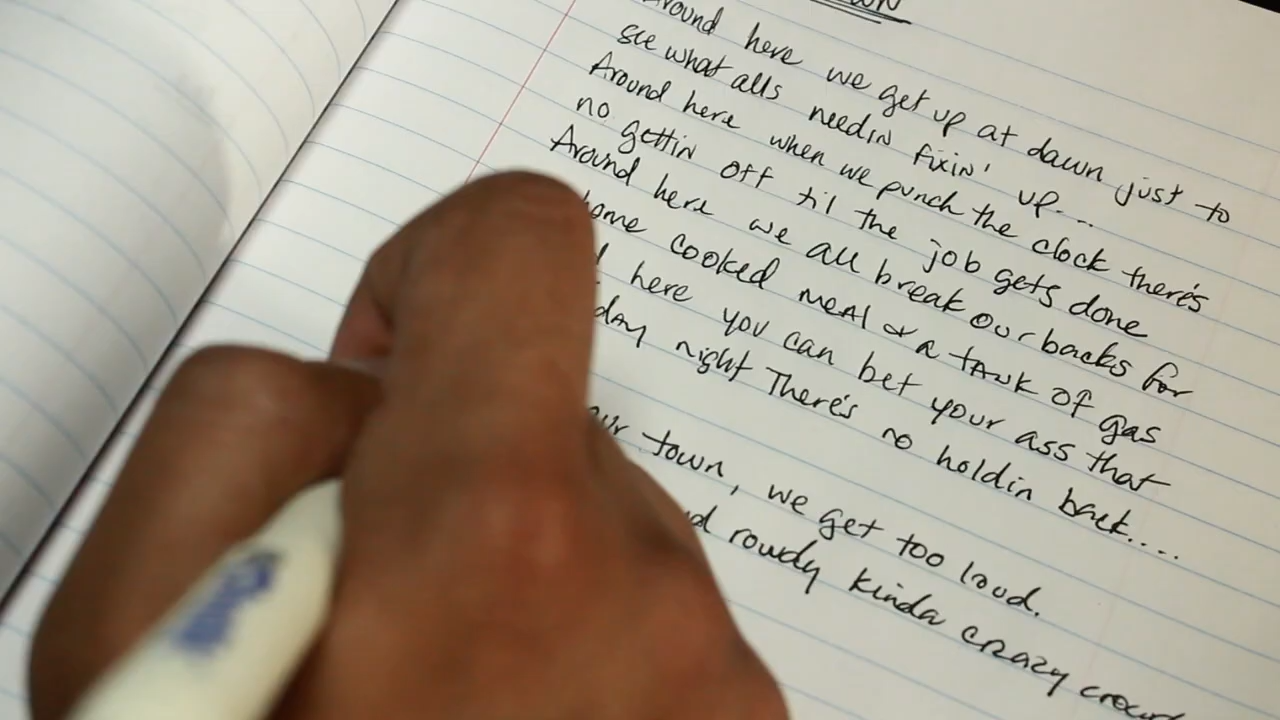 Around here we get up at dawn just to
see what alls needin fixin' up....
Around here when we punch the clock there's
no gettin off til the job gets done
Around here we all break our backs for
home cooked meal & a tank of gas
here you can bet your ass that
day night There's no holdin back....
our town, we get too loud.
rowdy kinda crazy crowd